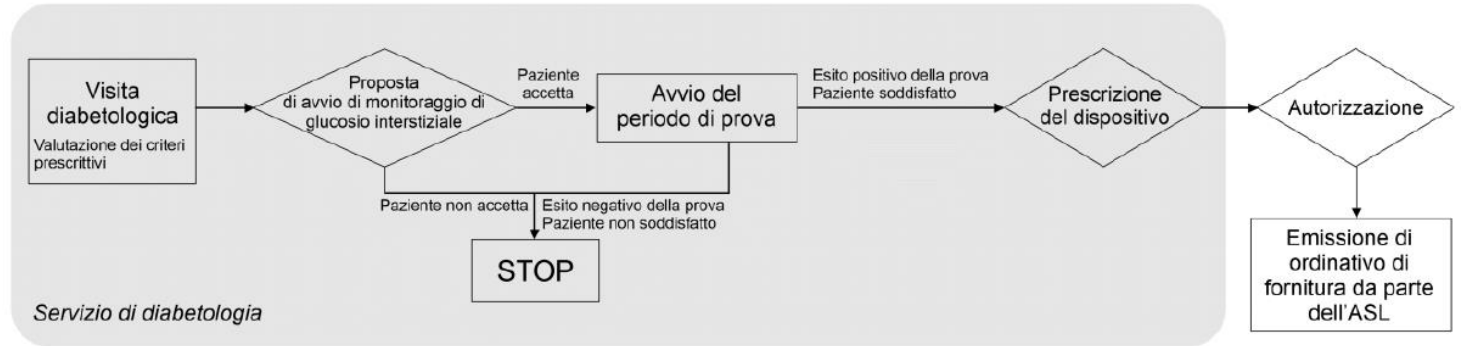 Visita
diabetologica
Valutazione dei criteri
prescrittivi
Proposta
di avvio di monitoraggio di
glucosio interstiziale
Paziente
accetta
Avvio del
periodo di prova
Esito positivo della prova
Paziente soddisfatto
Prescrizione
del dispositivo
Autorizzazione
Paziente non accetta
Esito negativo della prova
Paziente non soddisfatto
STOP
Emissione di
ordinativo di
fornitura da parte
dell'ASL
Servizio di diabetologia